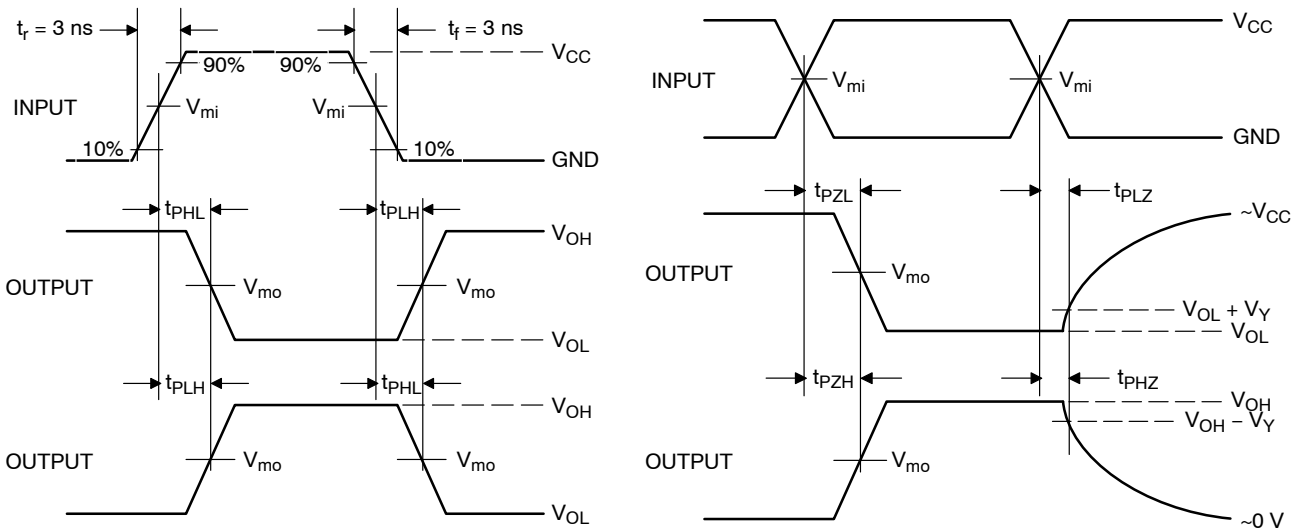 t_r = 3 ns
t_f = 3 ns
V_CC
90%
90%
INPUT
V_mi
V_mi
10%
10%
GND
t_PHL
t_PLH
V_OH
OUTPUT
V_mo
V_mo
V_OL
t_PLH
t_PHL
V_OH
OUTPUT
V_mo
V_mo
V_OL
V_CC
INPUT
V_mi
V_mi
GND
t_PZL
t_PLZ
~V_CC
OUTPUT
V_mo
V_OL + V_Y
V_OL
t_PZH
t_PHZ
V_OH
V_OH – V_Y
OUTPUT
V_mo
~0 V